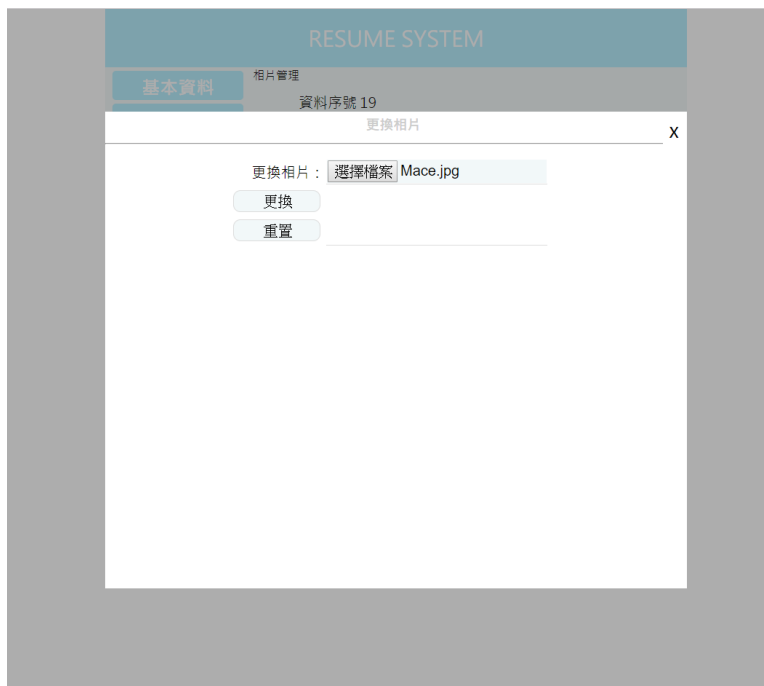 RESUME SYSTEM
基本資料
相片管理
資料序號 19
更換相片
X
更換相片：
選擇檔案 Mace.jpg
更換
重置